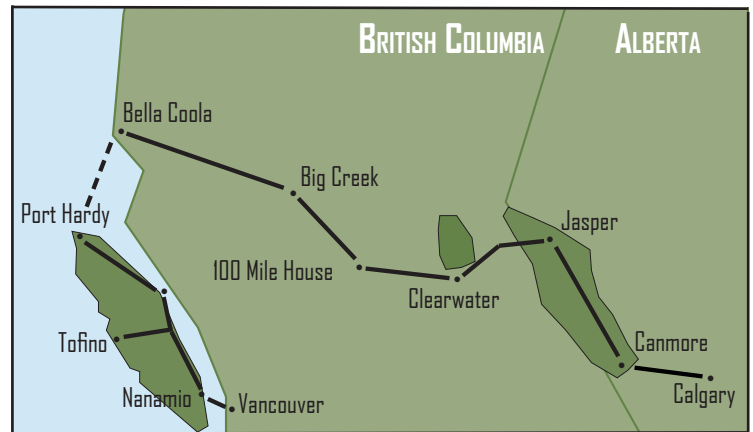 BRITISH COLUMBIA
ALBERTA
Bella Coola
Big Creek
Port Hardy
Jasper
100 Mile House
Clearwater
Tofino
Canmore
Calgary
Nanamio
Vancouver